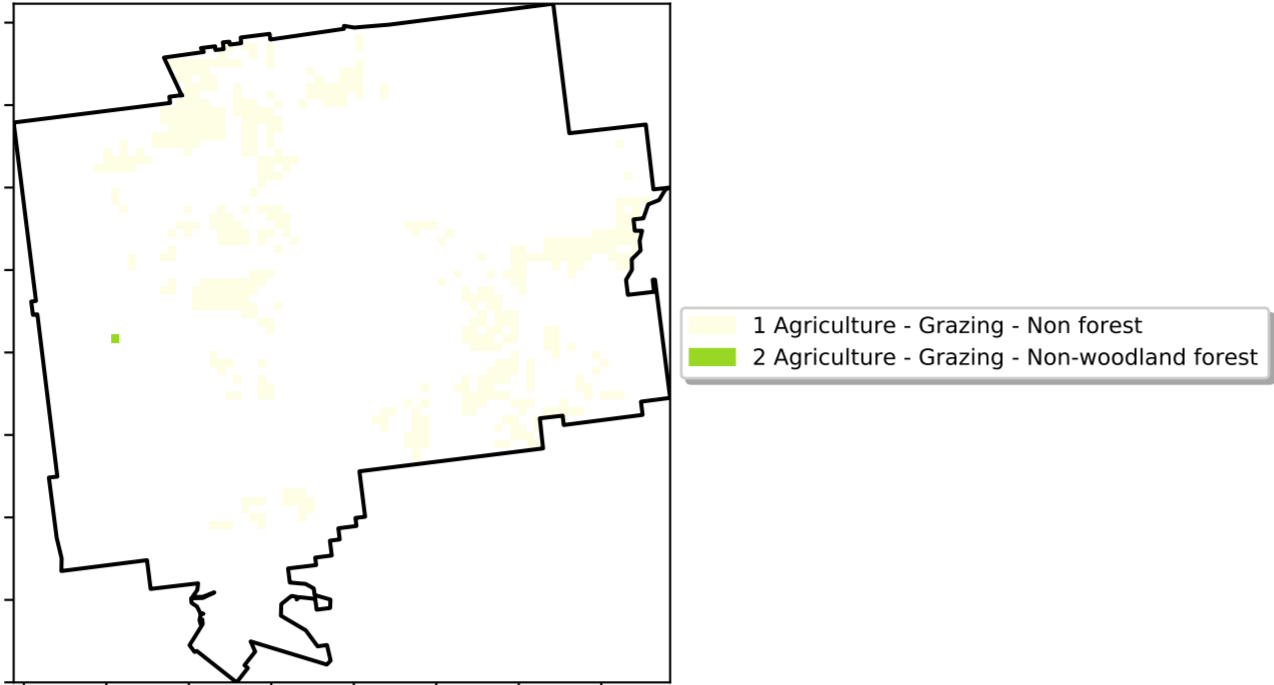 1 Agriculture - Grazing - Non forest
2 Agriculture - Grazing - Non-woodland forest